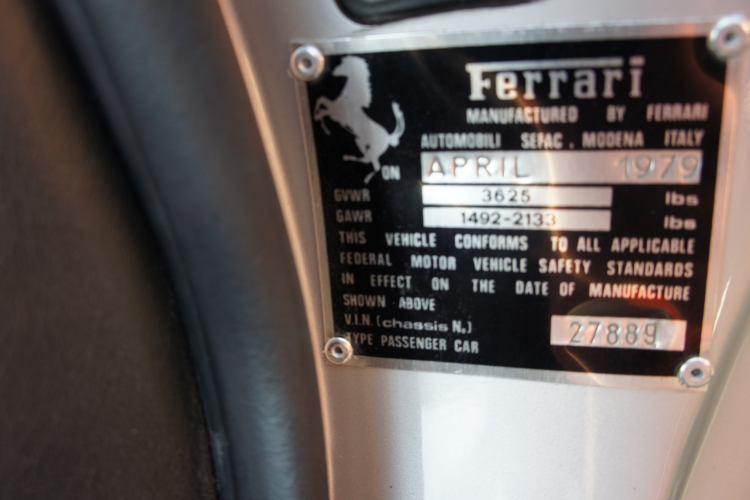 Ferrari
MANUFACTURED BY FERRARI
AUTOMOBILI SEFAC, MODENA ITALY
ON APRIL 1979
GVWR 3625 lbs
GAWR 1492-2133 lbs
THIS VEHICLE CONFORMS TO ALL APPLICABLE
FEDERAL MOTOR VEHICLE SAFETY STANDARDS
IN EFFECT ON THE DATE OF MANUFACTURE
SHOWN ABOVE
V.I.N. (chassis N.) 27889
TYPE PASSENGER CAR